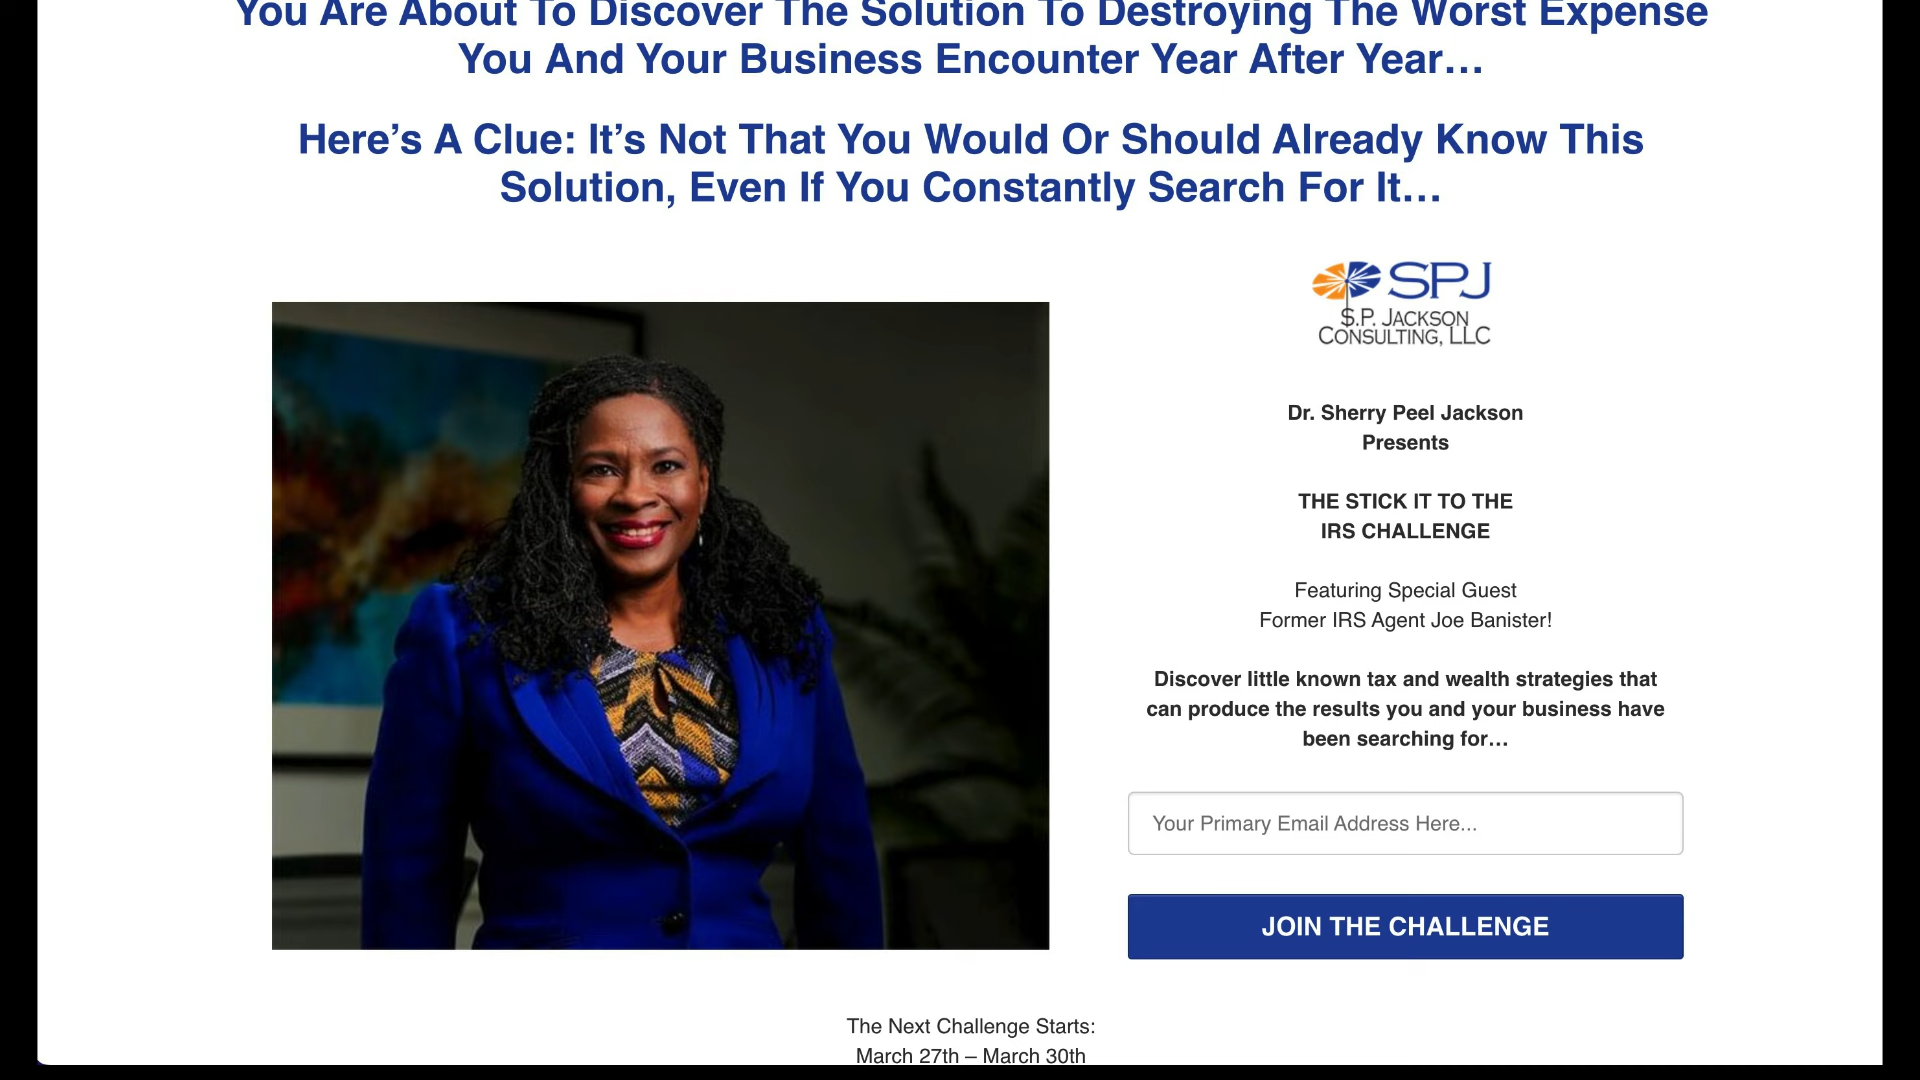 You Are About To Discover The Solution To Destroying The Worst Expense
You And Your Business Encounter Year After Year…
Here’s A Clue: It’s Not That You Would Or Should Already Know This
Solution, Even If You Constantly Search For It…
SPJ
S.P. JACKSON
CONSULTING, LLC
Dr. Sherry Peel Jackson
Presents
THE STICK IT TO THE
IRS CHALLENGE
Featuring Special Guest
Former IRS Agent Joe Banister!
Discover little known tax and wealth strategies that
can produce the results you and your business have
been searching for…
Your Primary Email Address Here...
JOIN THE CHALLENGE
The Next Challenge Starts:
March 27th – March 30th